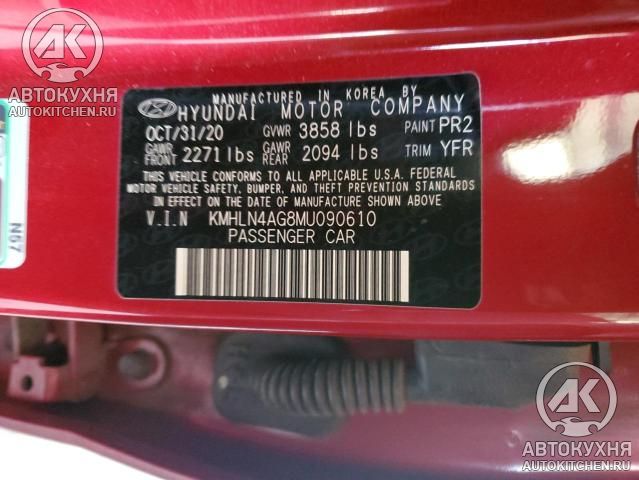 АВТОКУХНЯ
AUTOKITCHEN.RU
MANUFACTURED IN KOREA BY
HYUNDAI MOTOR COMPANY
OCT/31/20 GVWR 3858 lbs PAINT PR2
GAWR FRONT 2271 lbs GAWR REAR 2094 lbs TRIM YFR
THIS VEHICLE CONFORMS TO ALL APPLICABLE U.S.A. FEDERAL
MOTOR VEHICLE SAFETY, BUMPER, AND THEFT PREVENTION STANDARDS
IN EFFECT ON THE DATE OF MANUFACTURE SHOWN ABOVE
V.I.N KMHLN4AG8MU090610
PASSENGER CAR
N57
АВТОКУХНЯ
AUTOKITCHEN.RU